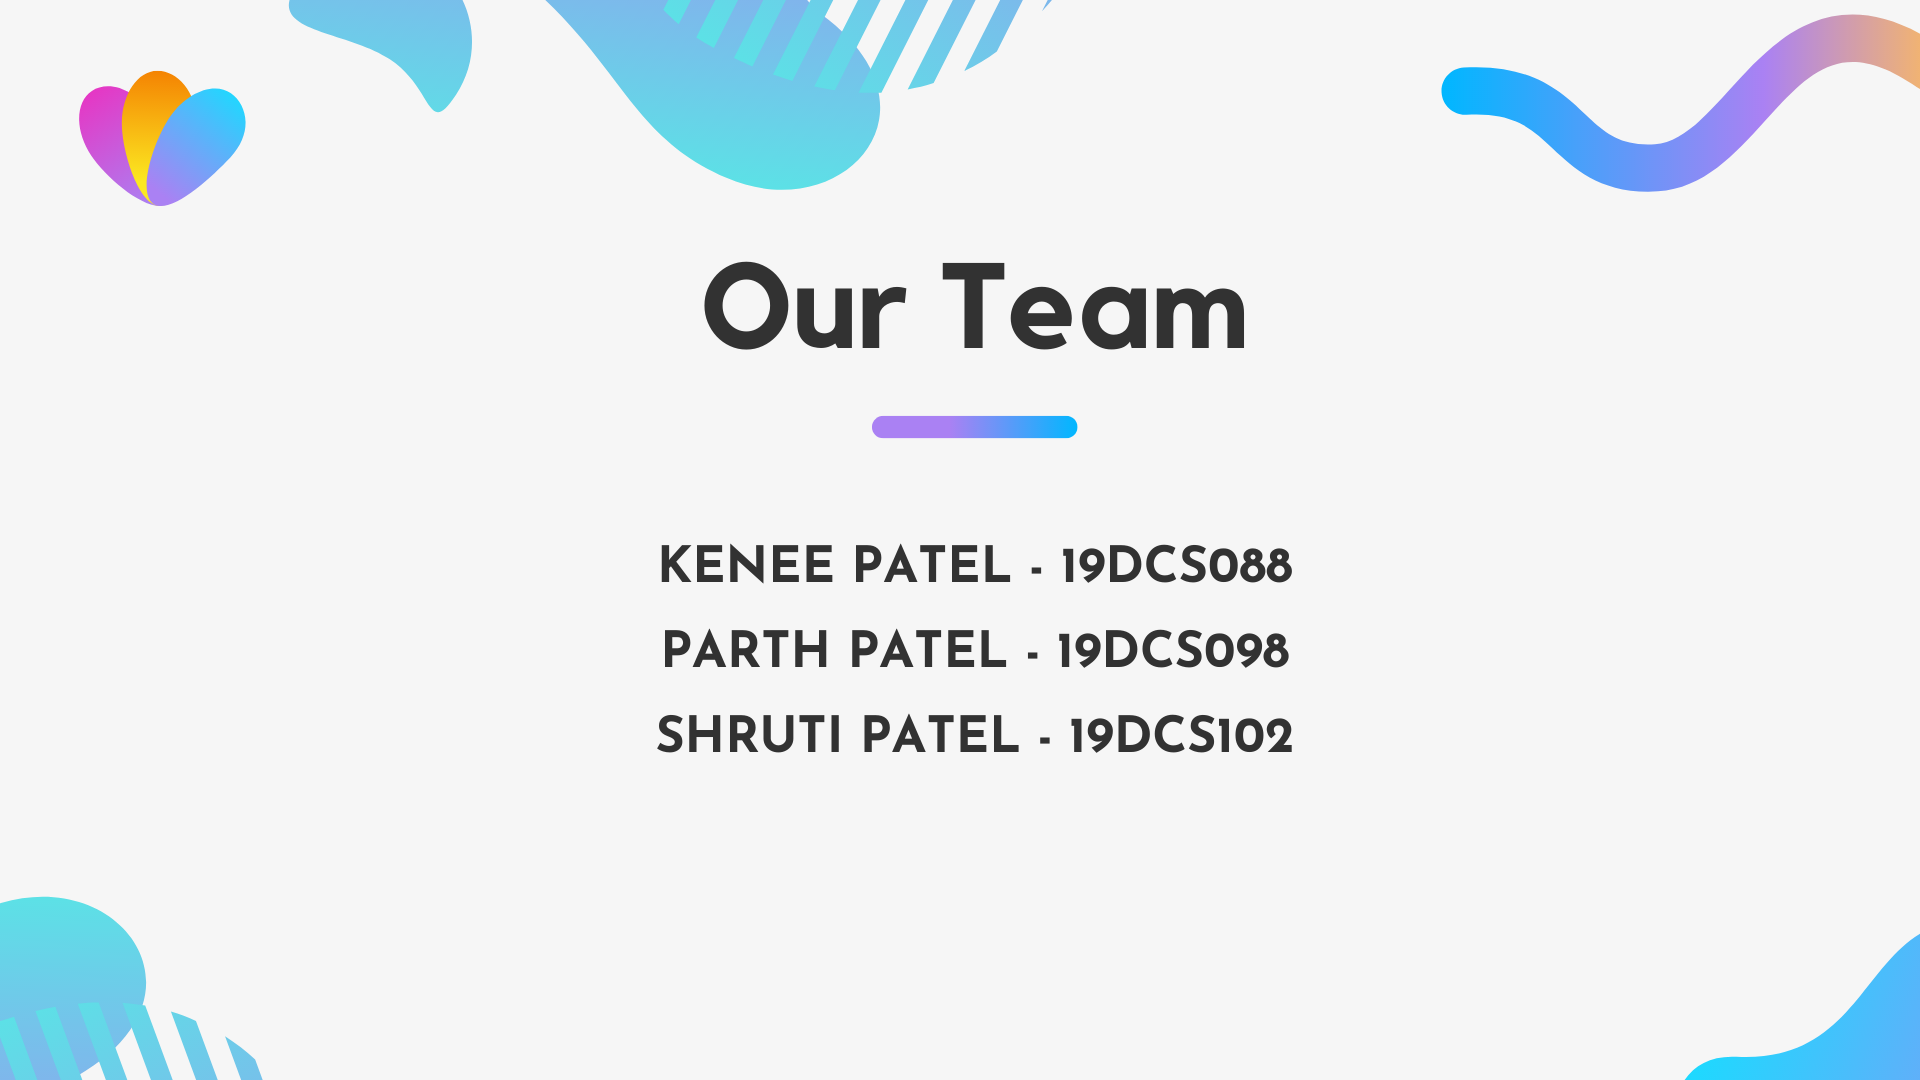 Our Team
KENEE PATEL - 19DCS088
PARTH PATEL - 19DCS098
SHRUTI PATEL - 19DCS102